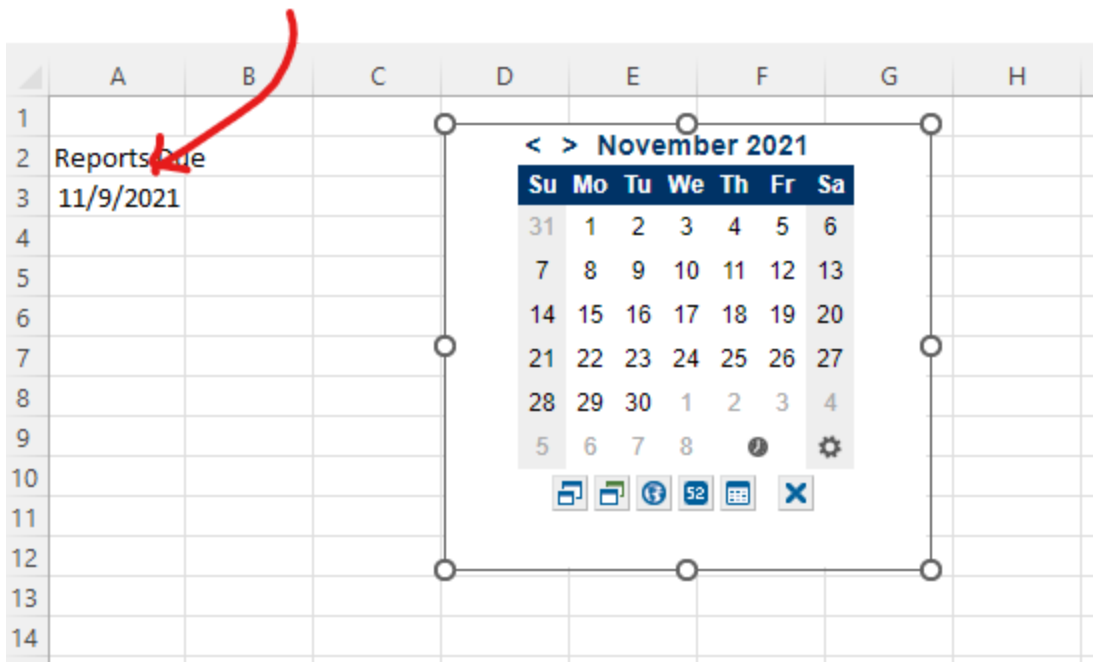 A B C D E F G H
1
2 Reports Due
3 11/9/2021
4
5
6
7
8
9
10
11
12
13
14
< > November 2021
Su Mo Tu We Th Fr Sa
31 1 2 3 4 5 6
7 8 9 10 11 12 13
14 15 16 17 18 19 20
21 22 23 24 25 26 27
28 29 30 1 2 3 4
5 6 7 8
52